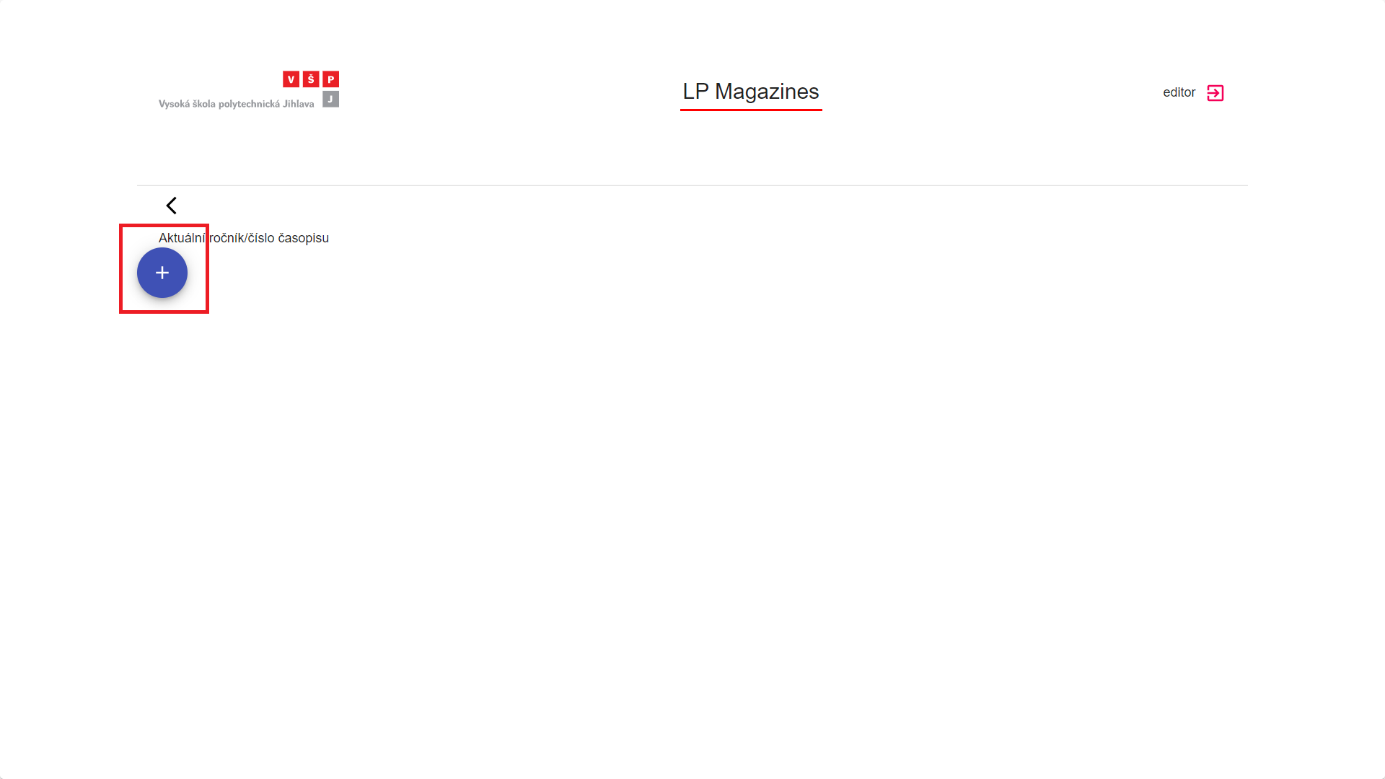 V Š P
Vysoká škola polytechnická Jihlava J
LP Magazines
editor
Aktuální ročník/číslo časopisu
+